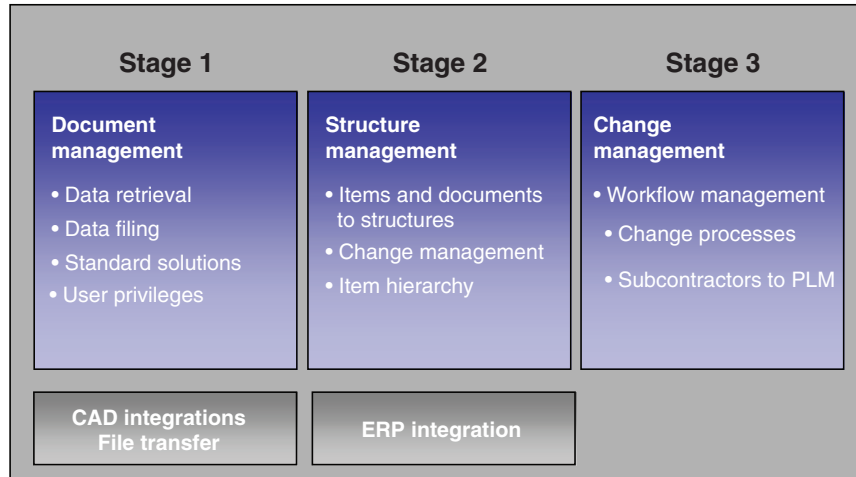 Stage 1
Stage 2
Stage 3
Document
management
• Data retrieval
• Data filing
• Standard solutions
• User privileges
Structure
management
• Items and documents
to structures
• Change management
• Item hierarchy
Change
management
• Workflow management
• Change processes
• Subcontractors to PLM
CAD integrations
File transfer
ERP integration